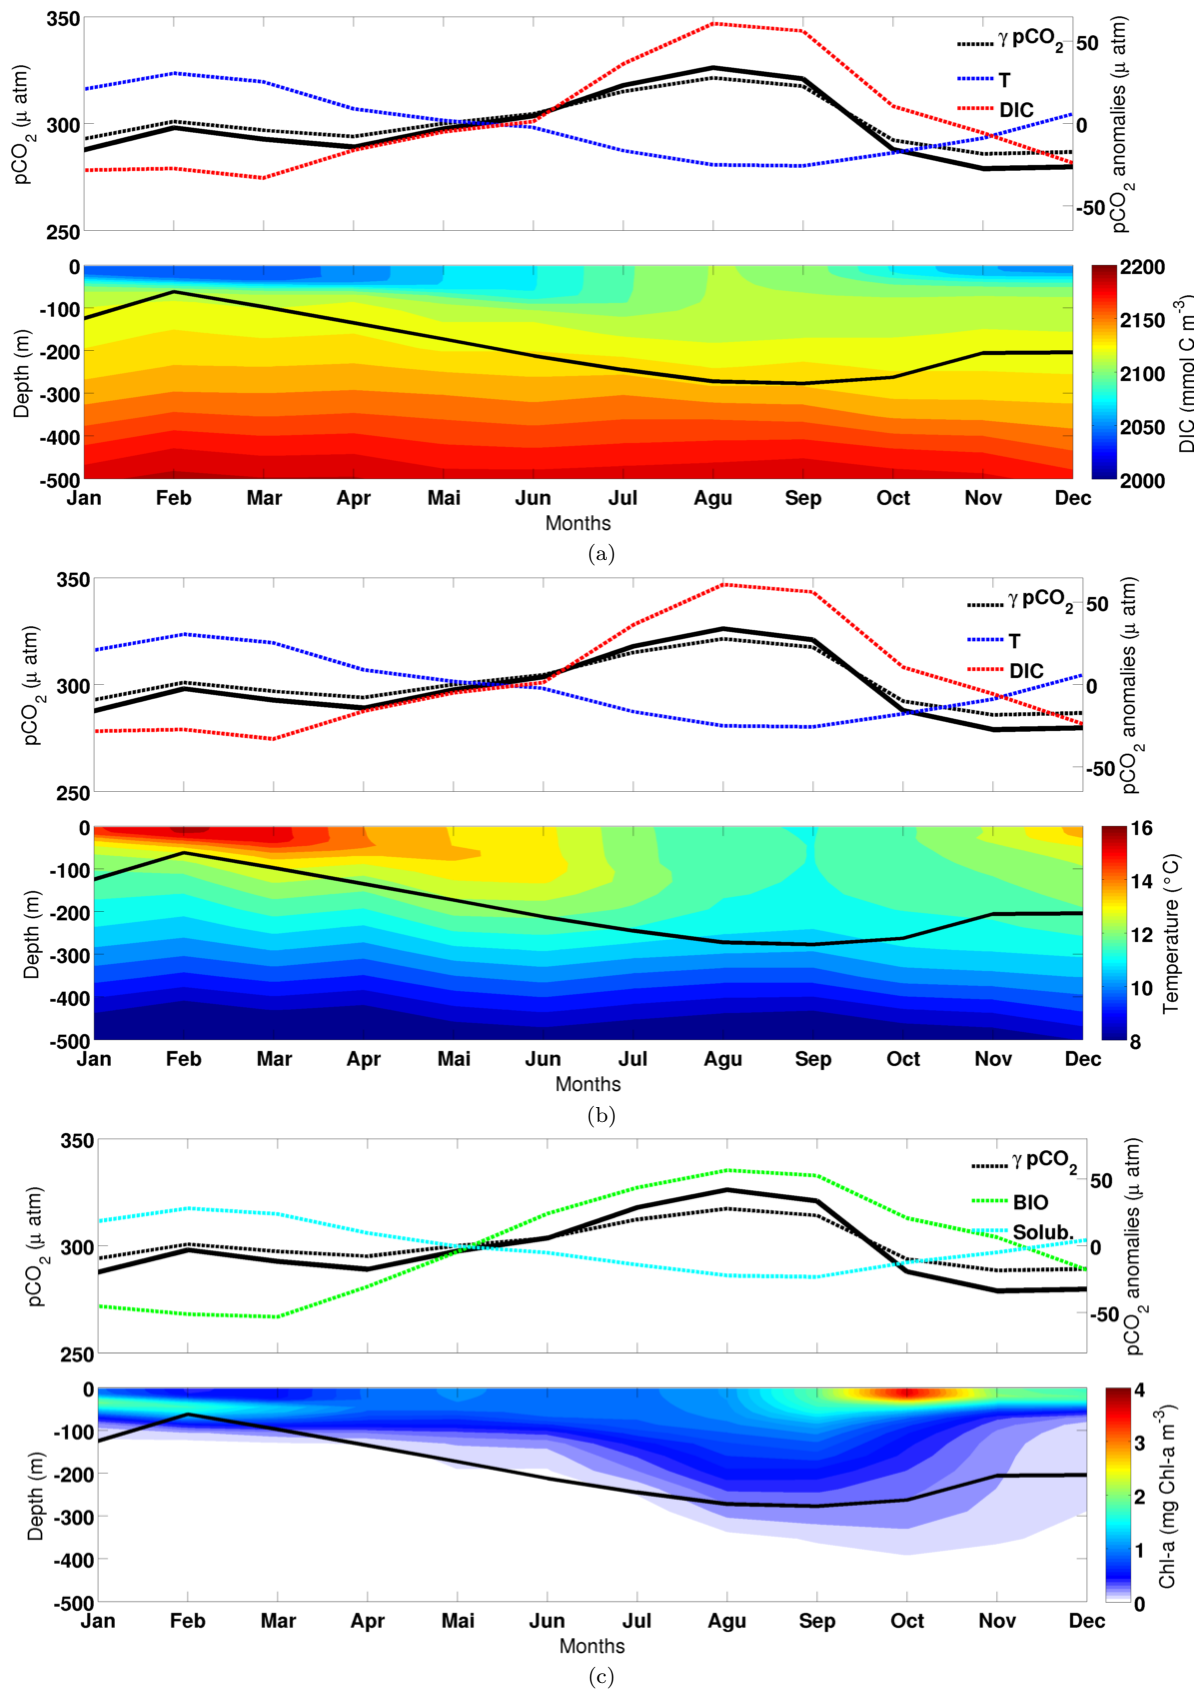 350
300
250
pCO2 (μ atm)
γ pCO2
T
DIC
50
0
-50
pCO2 anomalies (μ atm)
0
-100
-200
-300
-400
-500
Depth (m)
Jan Feb Mar Apr Mai Jun Jul Agu Sep Oct Nov Dec
Months
2200
2150
2100
2050
2000
DIC (mmol C m-3)
(a)
350
300
250
pCO2 (μ atm)
γ pCO2
T
DIC
50
0
-50
pCO2 anomalies (μ atm)
0
-100
-200
-300
-400
-500
Depth (m)
Jan Feb Mar Apr Mai Jun Jul Agu Sep Oct Nov Dec
Months
16
14
12
10
8
Temperature (°C)
(b)
350
300
250
pCO2 (μ atm)
γ pCO2
BIO
Solub.
50
0
-50
pCO2 anomalies (μ atm)
0
-100
-200
-300
-400
-500
Depth (m)
Jan Feb Mar Apr Mai Jun Jul Agu Sep Oct Nov Dec
Months
4
3
2
1
0
Chl-a (mg Chl-a m-3)
(c)